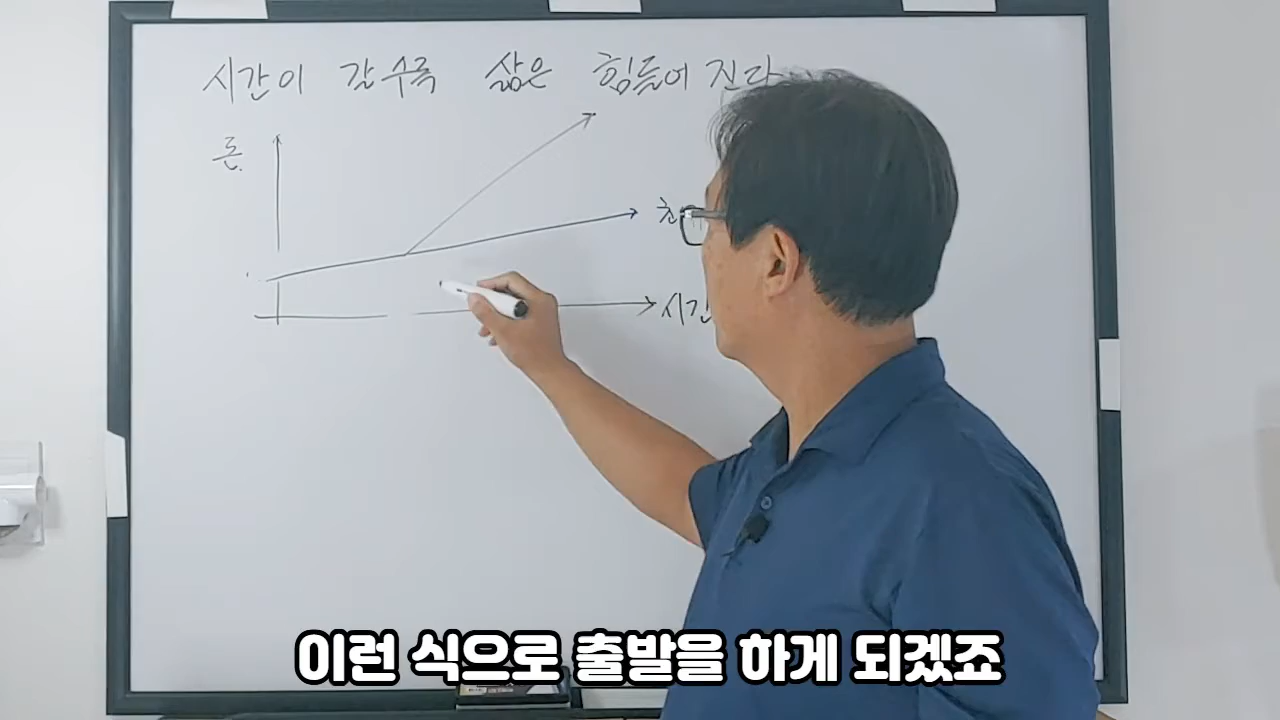 시간이 갈수록 삶은 힘들어진다
돈.
시간
이런 식으로 출발을 하게 되겠죠